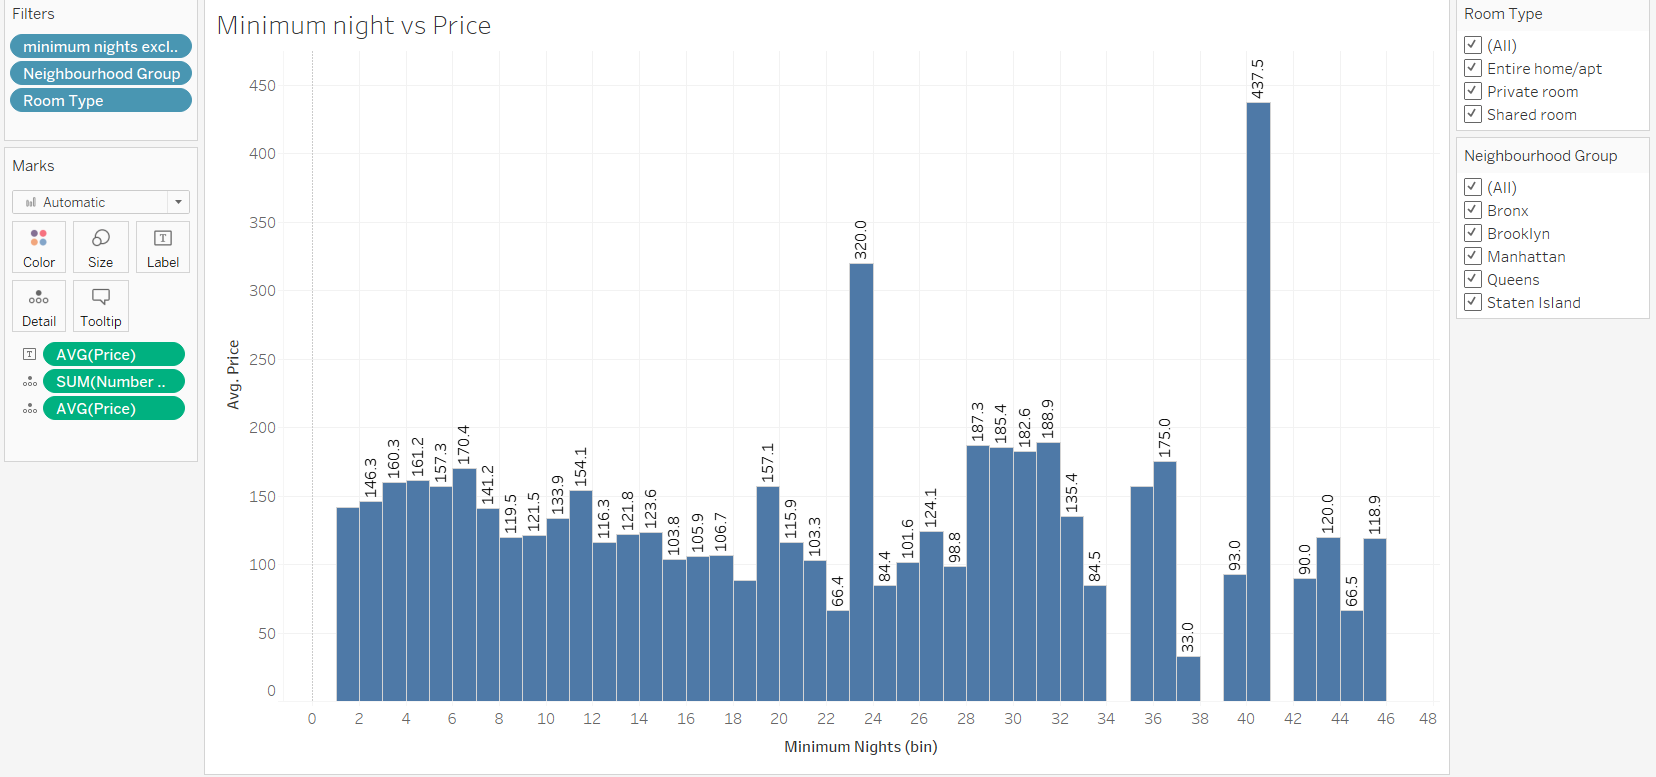 Filters
minimum nights excl..
Neighbourhood Group
Room Type
Marks
Automatic
Color Size Label
Detail Tooltip
AVG(Price)
SUM(Number ..
AVG(Price)
Minimum night vs Price
Avg. Price
450
400
350
300
250
200
150
100
50
0
146.3
160.3
161.2
157.3
170.4
141.2
119.5
121.5
133.9
154.1
116.3
121.8
123.6
103.8
105.9
106.7
157.1
115.9
103.3
66.4
320.0
84.4
101.6
124.1
98.8
187.3
185.4
182.6
188.9
135.4
84.5
175.0
33.0
93.0
437.5
90.0
120.0
66.5
118.9
0 2 4 6 8 10 12 14 16 18 20 22 24 26 28 30 32 34 36 38 40 42 44 46 48
Minimum Nights (bin)
Room Type
(All)
Entire home/apt
Private room
Shared room
Neighbourhood Group
(All)
Bronx
Brooklyn
Manhattan
Queens
Staten Island